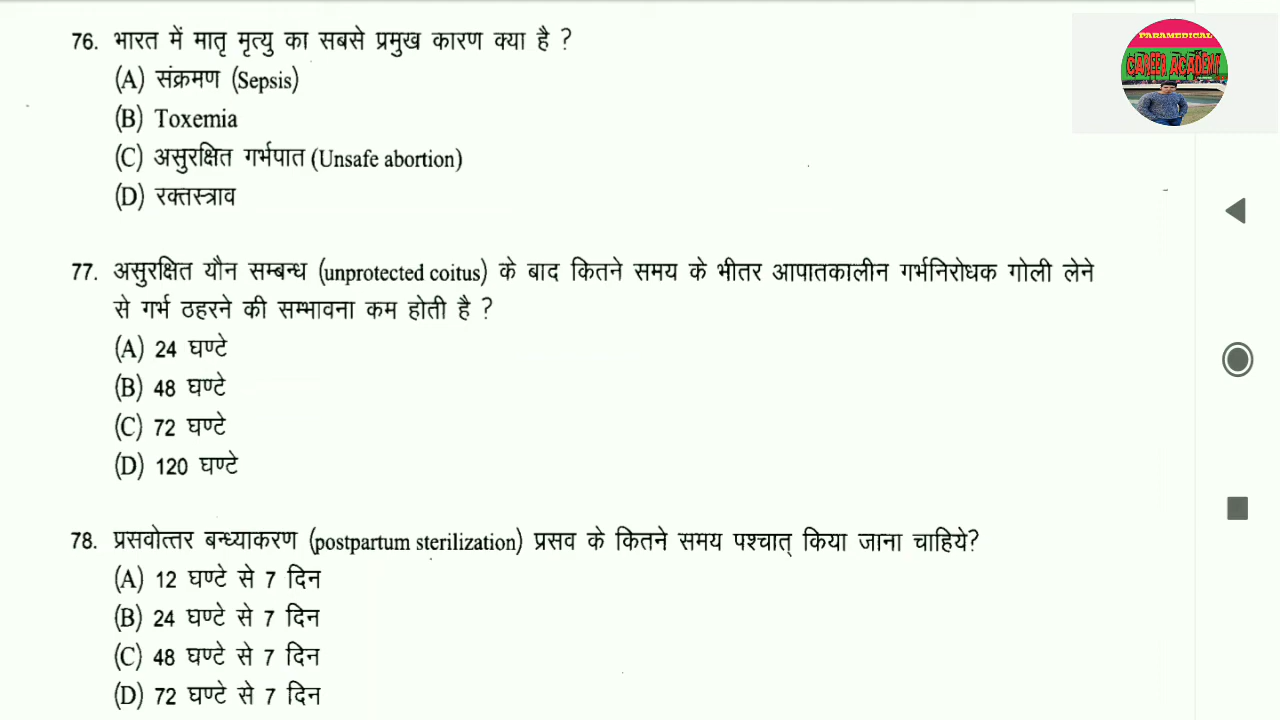 PARAMEDICAL
CAREER ACADEMY
76. भारत में मातृ मृत्यु का सबसे प्रमुख कारण क्या है ?
(A) संक्रमण (Sepsis)
(B) Toxemia
(C) असुरक्षित गर्भपात (Unsafe abortion)
(D) रक्तस्त्राव
77. असुरक्षित यौन सम्बन्ध (unprotected coitus) के बाद कितने समय के भीतर आपातकालीन गर्भनिरोधक गोली लेने
से गर्भ ठहरने की सम्भावना कम होती है ?
(A) 24 घण्टे
(B) 48 घण्टे
(C) 72 घण्टे
(D) 120 घण्टे
78. प्रसवोत्तर बन्ध्याकरण (postpartum sterilization) प्रसव के कितने समय पश्चात् किया जाना चाहिये?
(A) 12 घण्टे से 7 दिन
(B) 24 घण्टे से 7 दिन
(C) 48 घण्टे से 7 दिन
(D) 72 घण्टे से 7 दिन